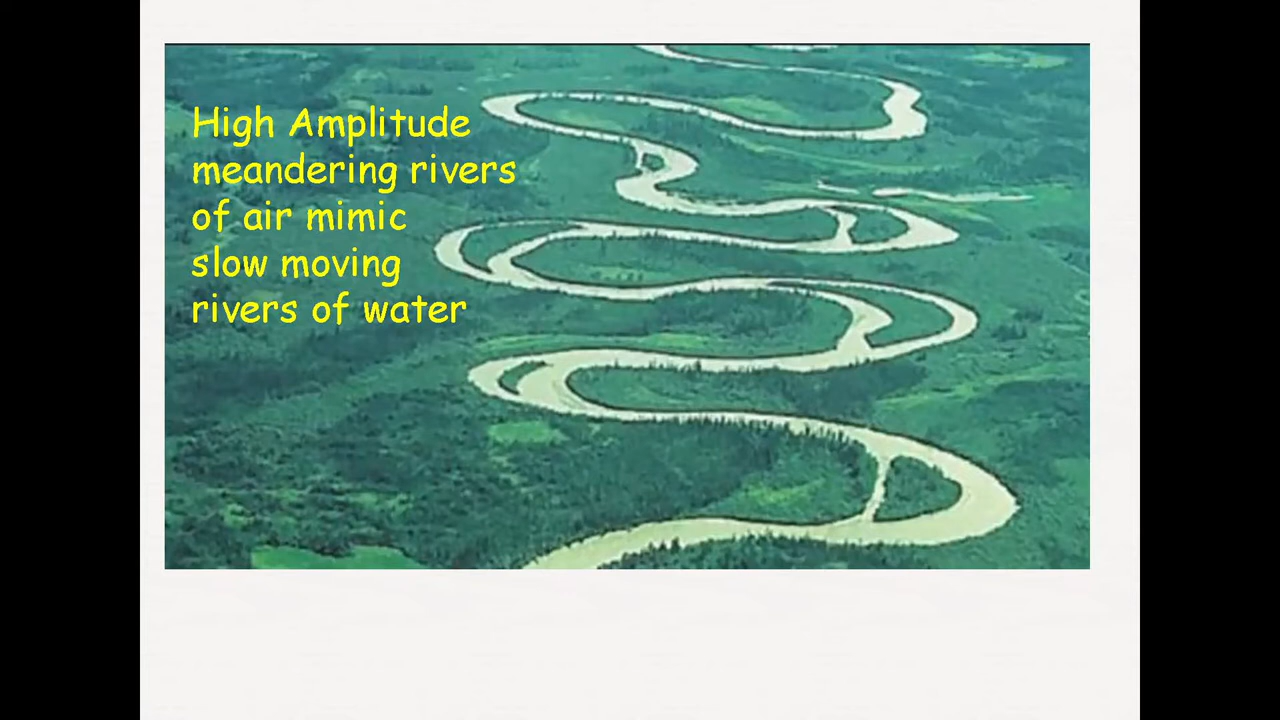 High Amplitude
meandering rivers
of air mimic
slow moving
rivers of water